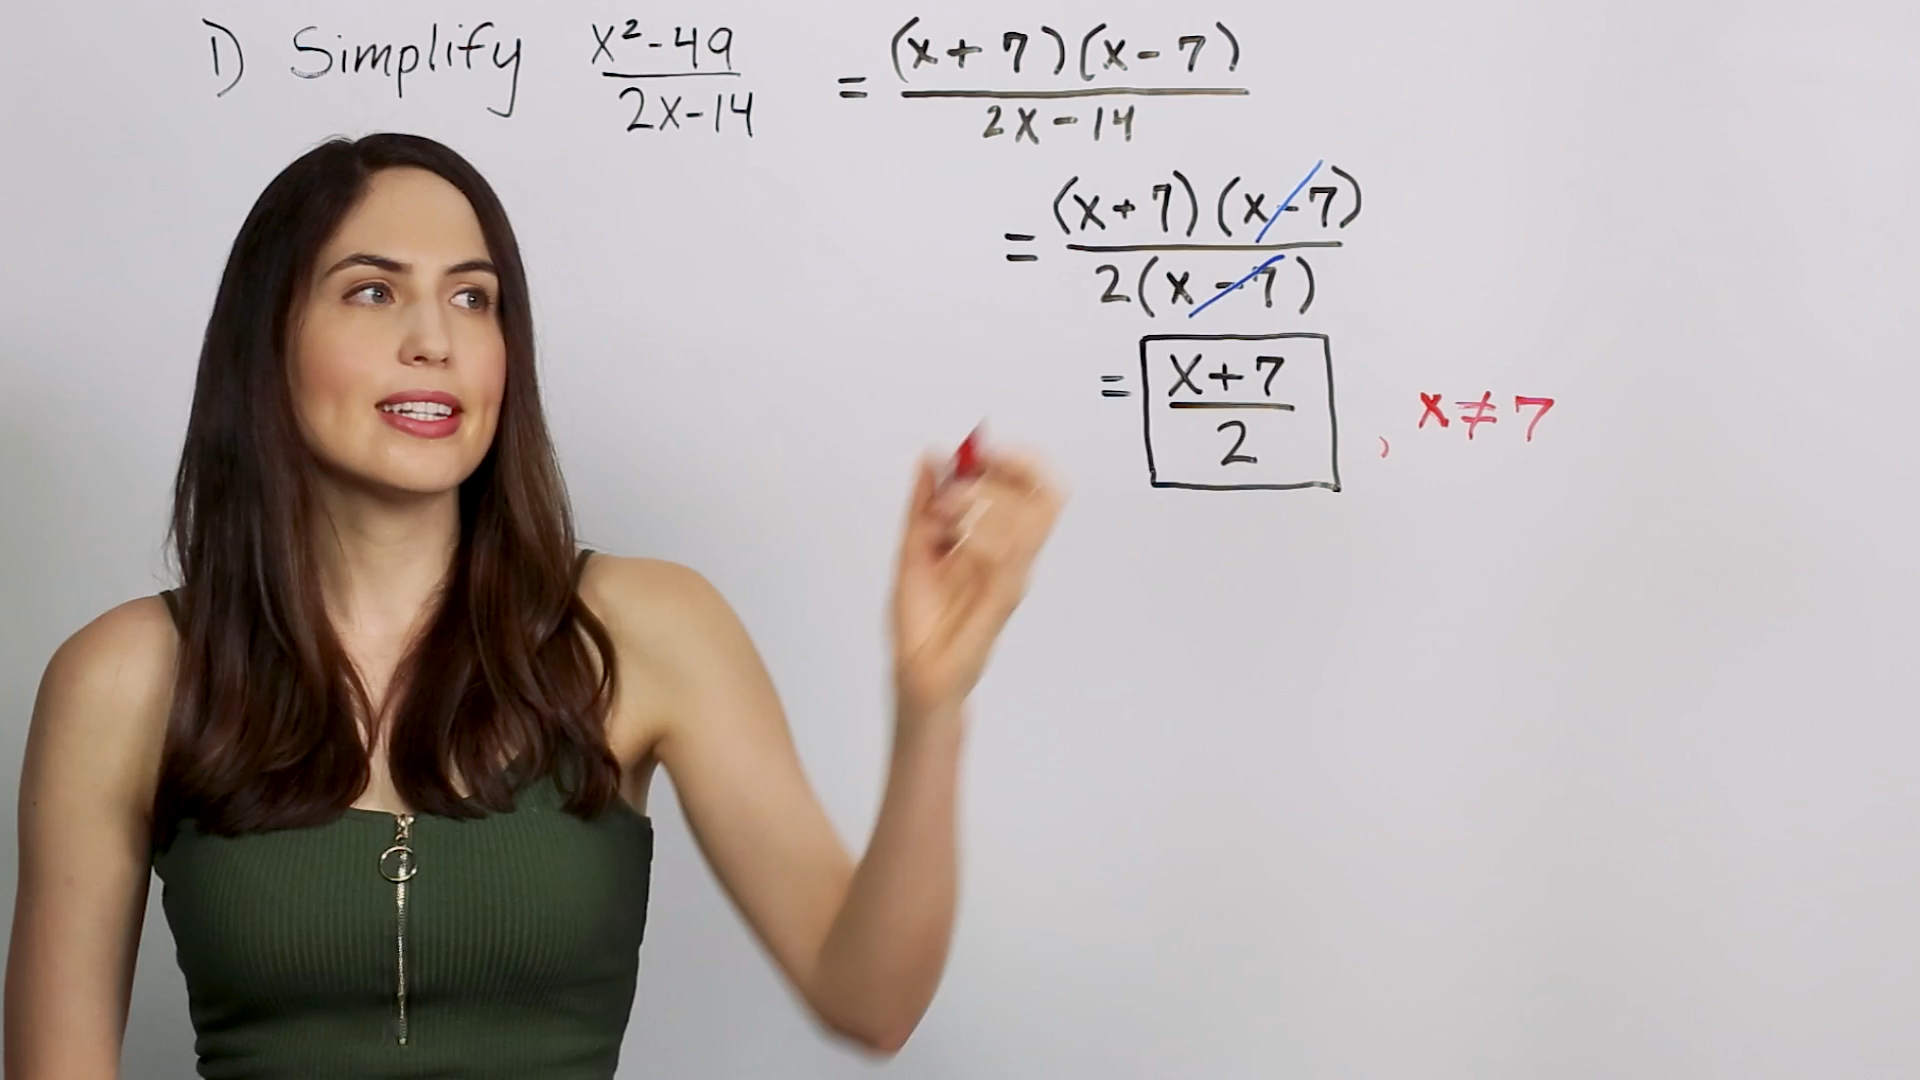 1) Simplify x²-49 / 2x-14 = (x+7)(x-7) / 2x-14
= (x+7)(x-7) / 2(x-7)
= x+7 / 2 , x≠7